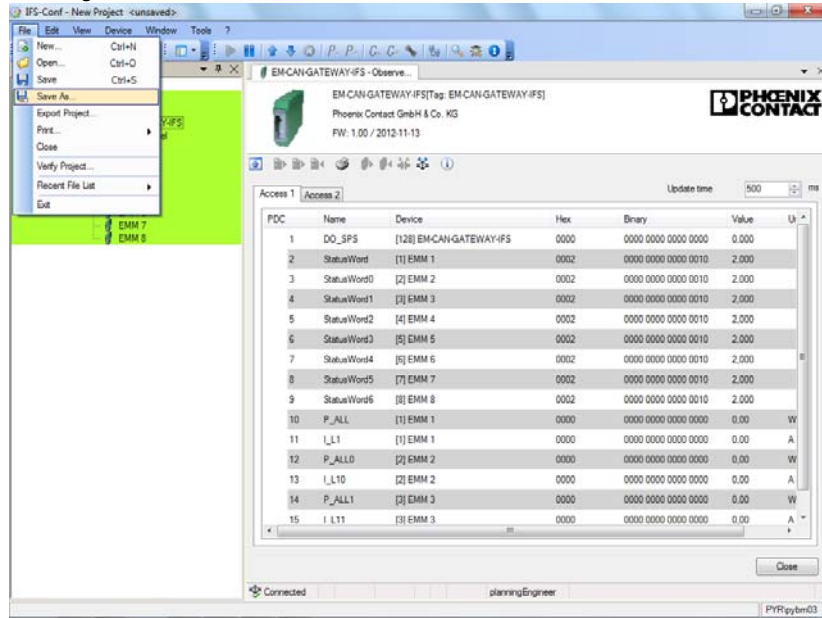 IFS-Conf - New Project <unsaved>
File Edit View Device Window Tools ?
New... Ctrl+N
Open... Ctrl+O
Save Ctrl+S
Save As...
Export Project...
Print...
Close
Verify Project...
Recent File List
Exit
Y-IFS
EMM 7
EMM 8
EM-CAN-GATEWAY-IFS - Observe...
EM-CAN-GATEWAY-IFS[Tag: EM-CAN-GATEWAY-IFS]
Phoenix Contact GmbH & Co. KG
FW: 1.00 / 2012-11-13
PHŒNIX
CONTACT
Access 1 Access 2 Update time 500 ms
PDC Name Device Hex Binary Value
1 DO_SPS [128] EM-CAN-GATEWAY-IFS 0000 0000 0000 0000 0000 0.000
2 StatusWord [1] EMM 1 0002 0000 0000 0000 0010 2.000
3 StatusWord0 [2] EMM 2 0002 0000 0000 0000 0010 2.000
4 StatusWord1 [3] EMM 3 0002 0000 0000 0000 0010 2,000
5 StatusWord2 [4] EMM 4 0002 0000 0000 0000 0010 2.000
6 StatusWord3 [5] EMM 5 0002 0000 0000 0000 0010 2,000
7 StatusWord4 [6] EMM 6 0002 0000 0000 0000 0010 2,000
8 StatusWord5 [7] EMM 7 0002 0000 0000 0000 0010 2,000
9 StatusWord6 [8] EMM 8 0002 0000 0000 0000 0010 2.000
10 P_ALL [1] EMM 1 0000 0000 0000 0000 0000 0.00 W
11 I_L1 [1] EMM 1 0000 0000 0000 0000 0000 0.00 A
12 P_ALL0 [2] EMM 2 0000 0000 0000 0000 0000 0,00 W
13 I_L10 [2] EMM 2 0000 0000 0000 0000 0000 0.00 A
14 P_ALL1 [3] EMM 3 0000 0000 0000 0000 0000 0.00 W
15 I_L11 [3] EMM 3 0000 0000 0000 0000 0000 0.00 A
Close
Connected planningEngineer
PYR\pybm03